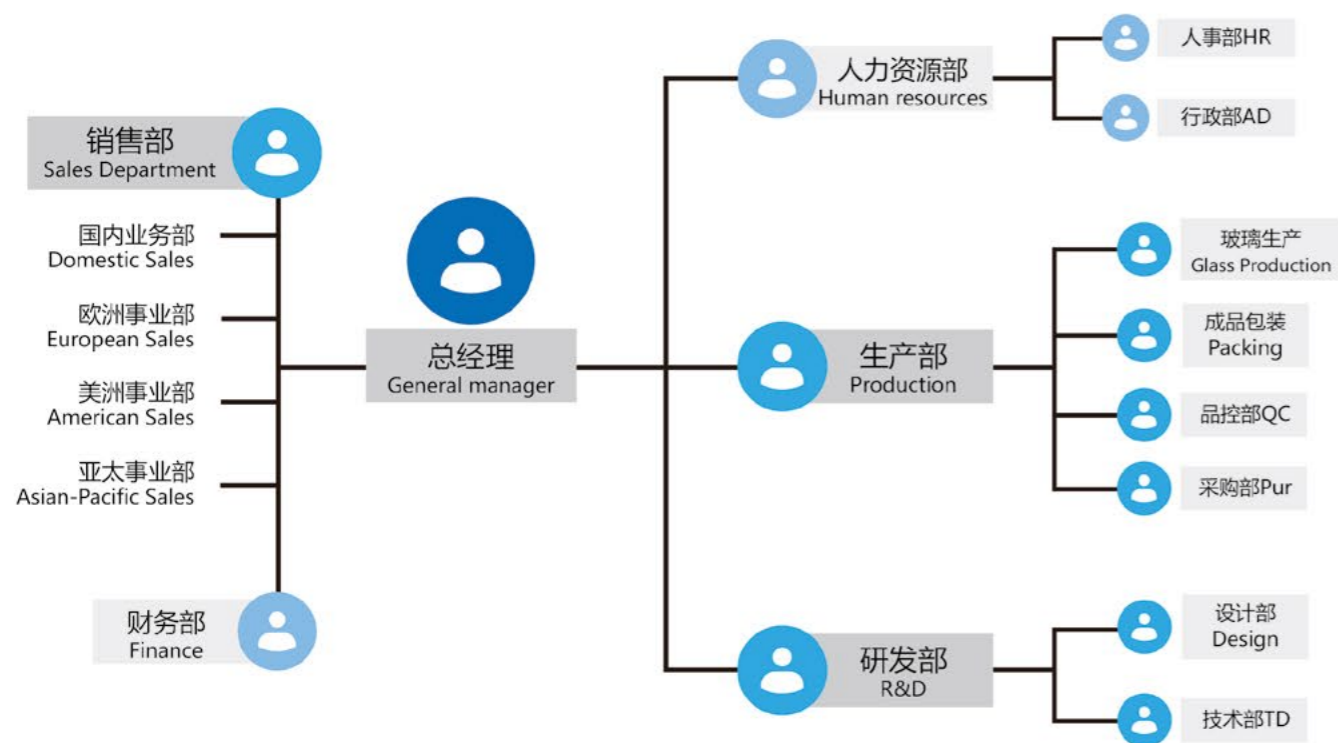 销售部
Sales Department
国内业务部
Domestic Sales
欧洲事业部
European Sales
美洲事业部
American Sales
亚太事业部
Asian-Pacific Sales
财务部
Finance
总经理
General manager
人力资源部
Human resources
人事部HR
行政部AD
生产部
Production
玻璃生产
Glass Production
成品包装
Packing
品控部QC
采购部Pur
研发部
R&D
设计部
Design
技术部TD